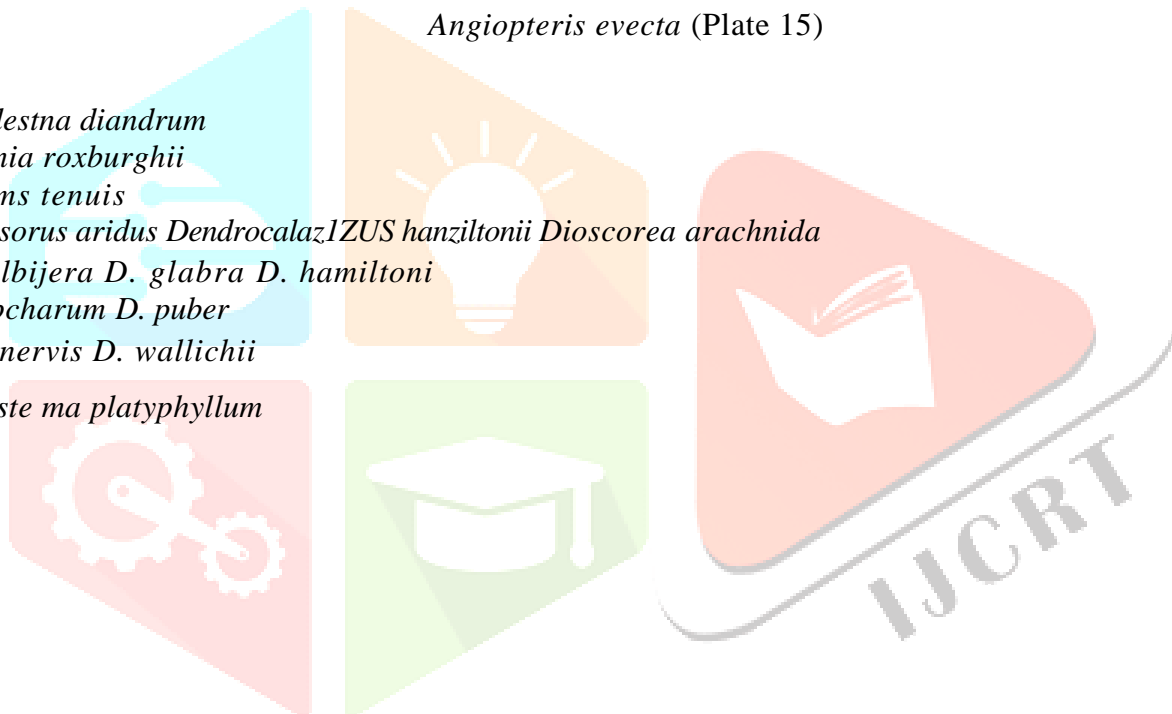 Angiopteris evecta (Plate 15)
lestna diandrum
nia roxburghii
ns tenuis
sorus aridus Dendrocalaz1ZUS hanziltonii Dioscorea arachnida
lbijera D. glabra D. hamiltoni
ocharum D. puber
nervis D. wallichii
ste ma platyphyllum
IJCRT